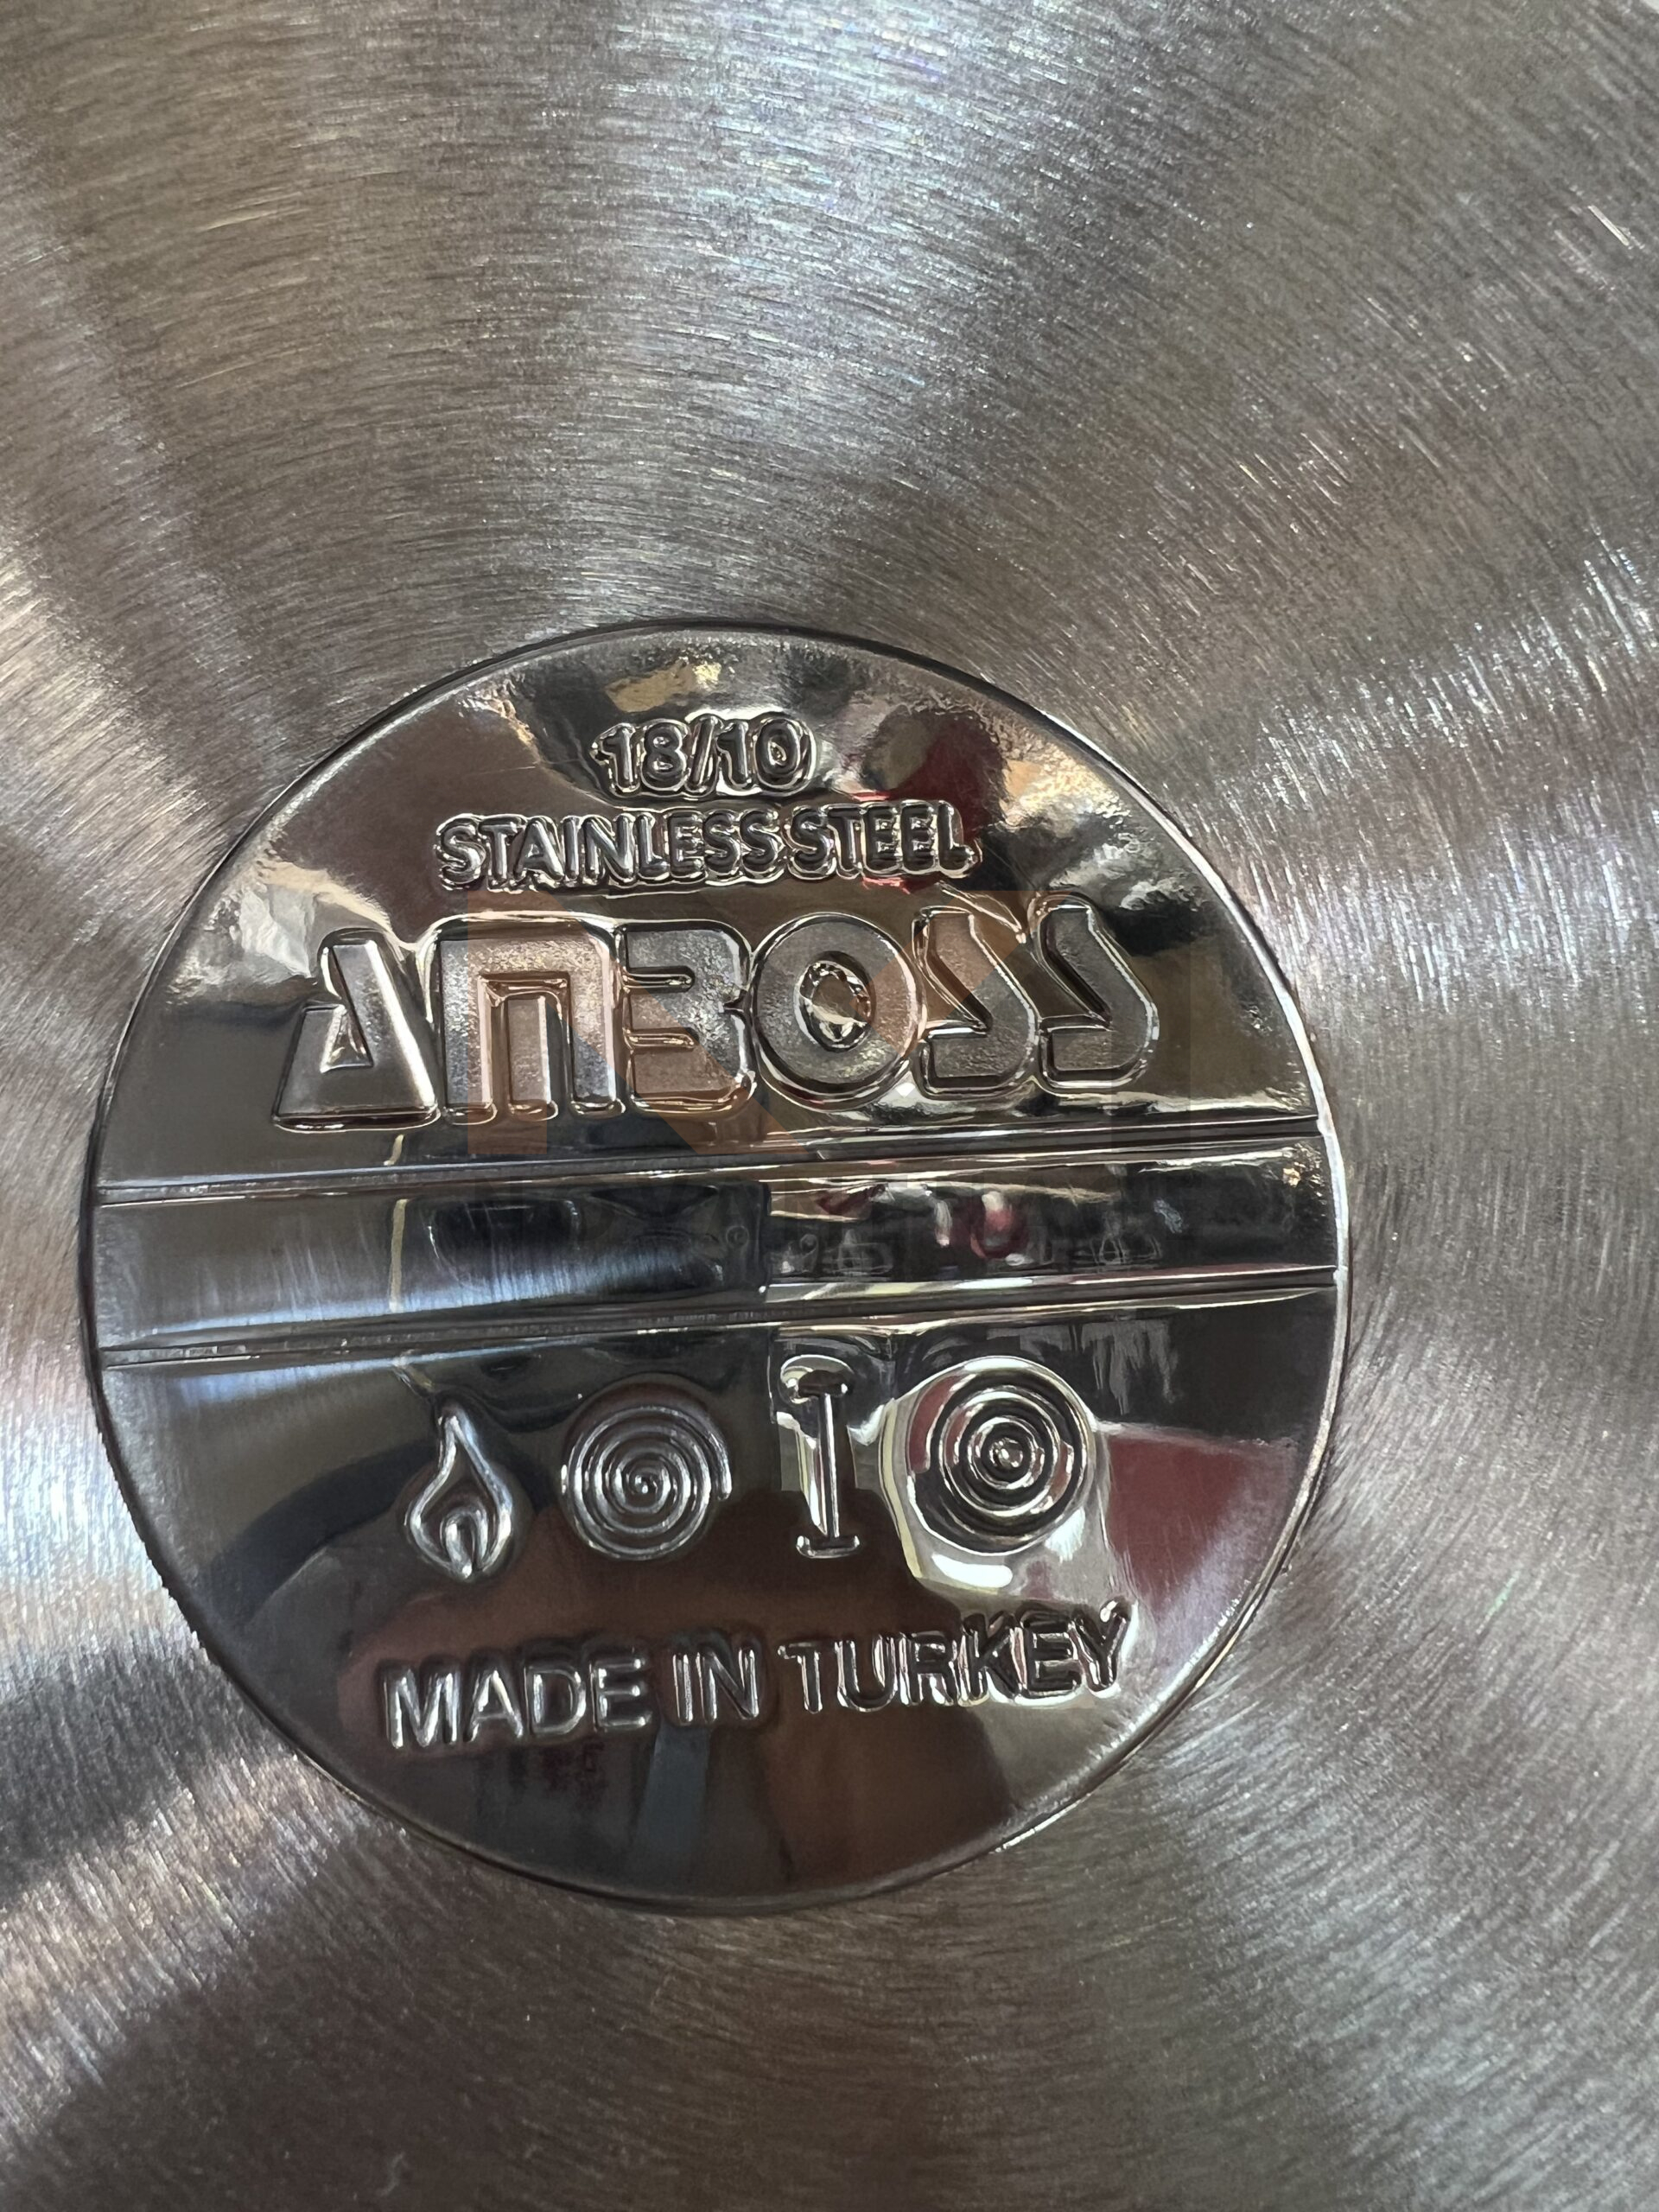 18/10
STAINLESS STEEL
AMBOSS
MADE IN TURKEY